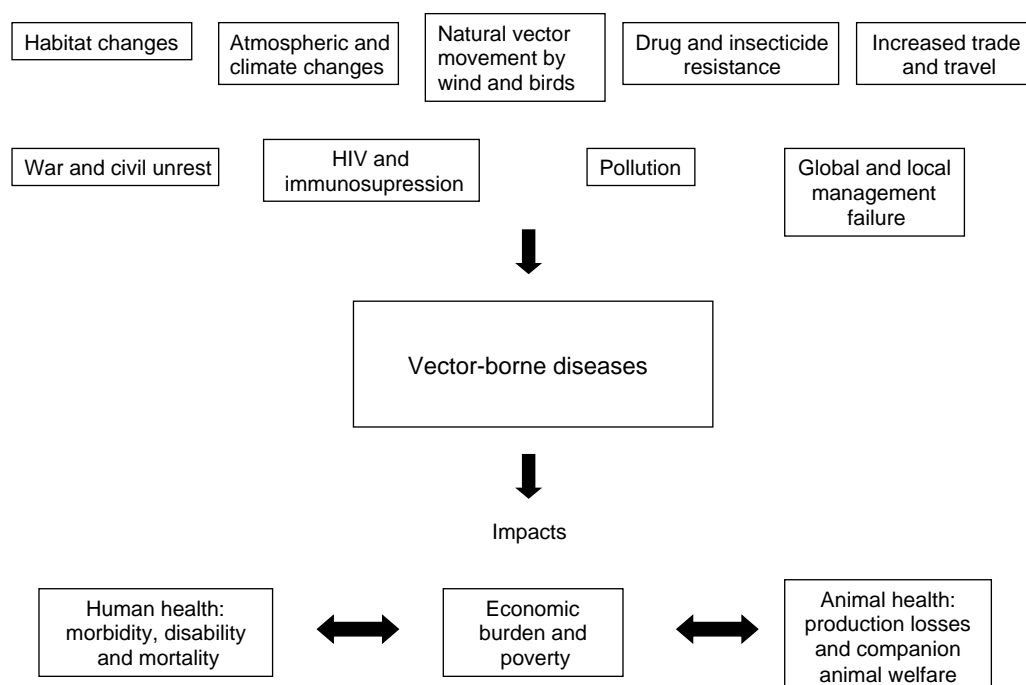 Habitat changes
Atmospheric and
climate changes
Natural vector
movement by
wind and birds
Drug and insecticide
resistance
Increased trade
and travel
War and civil unrest
HIV and
immunosupression
Pollution
Global and local
management
failure
Vector-borne diseases
Impacts
Human health:
morbidity, disability
and mortality
Economic
burden and
poverty
Animal health:
production losses
and companion
animal welfare